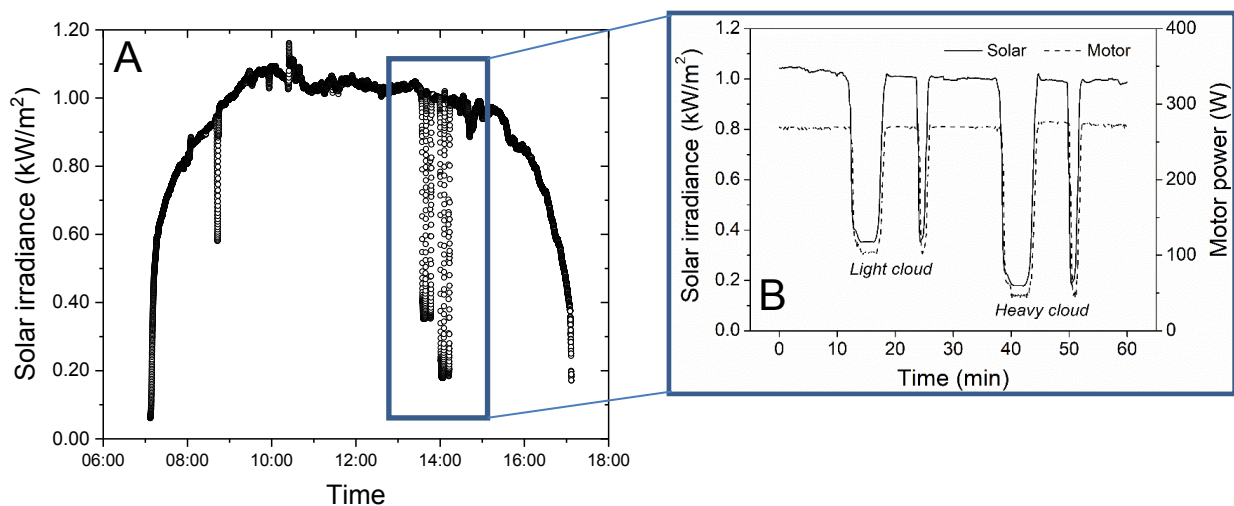 A
Solar irradiance (kW/m²)
1.20
1.00
0.80
0.60
0.40
0.20
0.00
06:00 08:00 10:00 12:00 14:00 16:00 18:00
Time
B
Solar Motor
Solar irradiance (kW/m²)
1.2
1.0
0.8
0.6
0.4
0.2
0.0
Motor power (W)
400
300
200
100
0
Light cloud
Heavy cloud
0 10 20 30 40 50 60
Time (min)